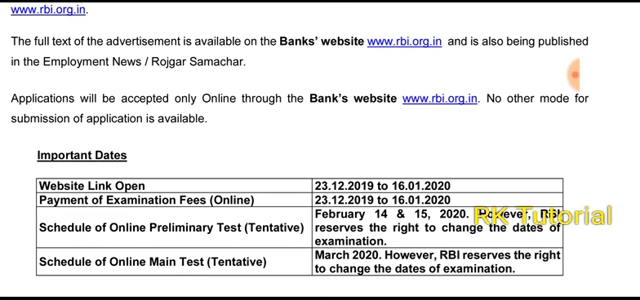 www.rbi.org.in.
The full text of the advertisement is available on the Banks' website www.rbi.org.in and is also being published
in the Employment News / Rojgar Samachar.
Applications will be accepted only Online through the Bank's website www.rbi.org.in. No other mode for
submission of application is available.
Important Dates
Website Link Open 23.12.2019 to 16.01.2020
Payment of Examination Fees (Online) 23.12.2019 to 16.01.2020
Schedule of Online Preliminary Test (Tentative) February 14 & 15, 2020. However, RBI
reserves the right to change the dates of
examination.
Schedule of Online Main Test (Tentative) March 2020. However, RBI reserves the right
to change the dates of examination.
RK Tutorial